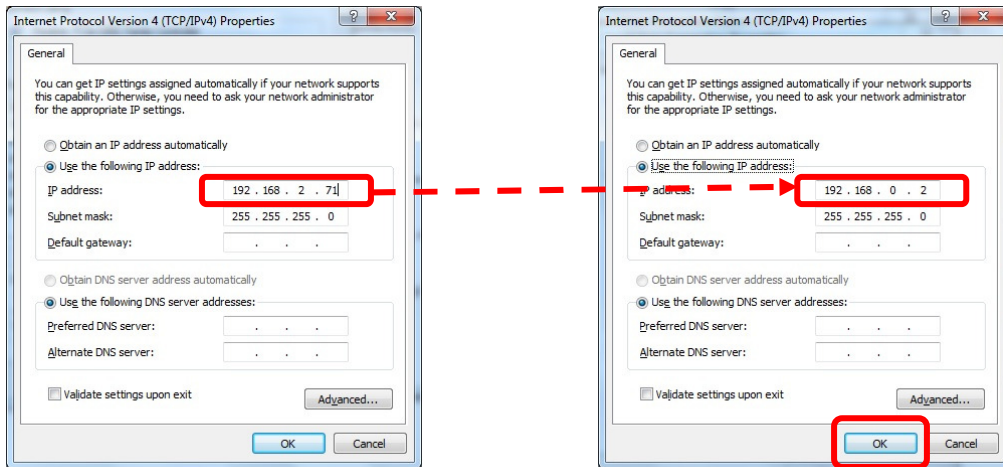 Internet Protocol Version 4 (TCP/IPv4) Properties
General
You can get IP settings assigned automatically if your network supports
this capability. Otherwise, you need to ask your network administrator
for the appropriate IP settings.
Obtain an IP address automatically
Use the following IP address:
IP address: 192 . 168 . 2 . 71
Subnet mask: 255 . 255 . 255 . 0
Default gateway: . . .
Obtain DNS server address automatically
Use the following DNS server addresses:
Preferred DNS server: . . .
Alternate DNS server: . . .
Validate settings upon exit
Advanced...
OK Cancel
Internet Protocol Version 4 (TCP/IPv4) Properties
General
You can get IP settings assigned automatically if your network supports
this capability. Otherwise, you need to ask your network administrator
for the appropriate IP settings.
Obtain an IP address automatically
Use the following IP address:
IP address: 192 . 168 . 0 . 2
Subnet mask: 255 . 255 . 255 . 0
Default gateway: . . .
Obtain DNS server address automatically
Use the following DNS server addresses:
Preferred DNS server: . . .
Alternate DNS server: . . .
Validate settings upon exit
Advanced...
OK Cancel